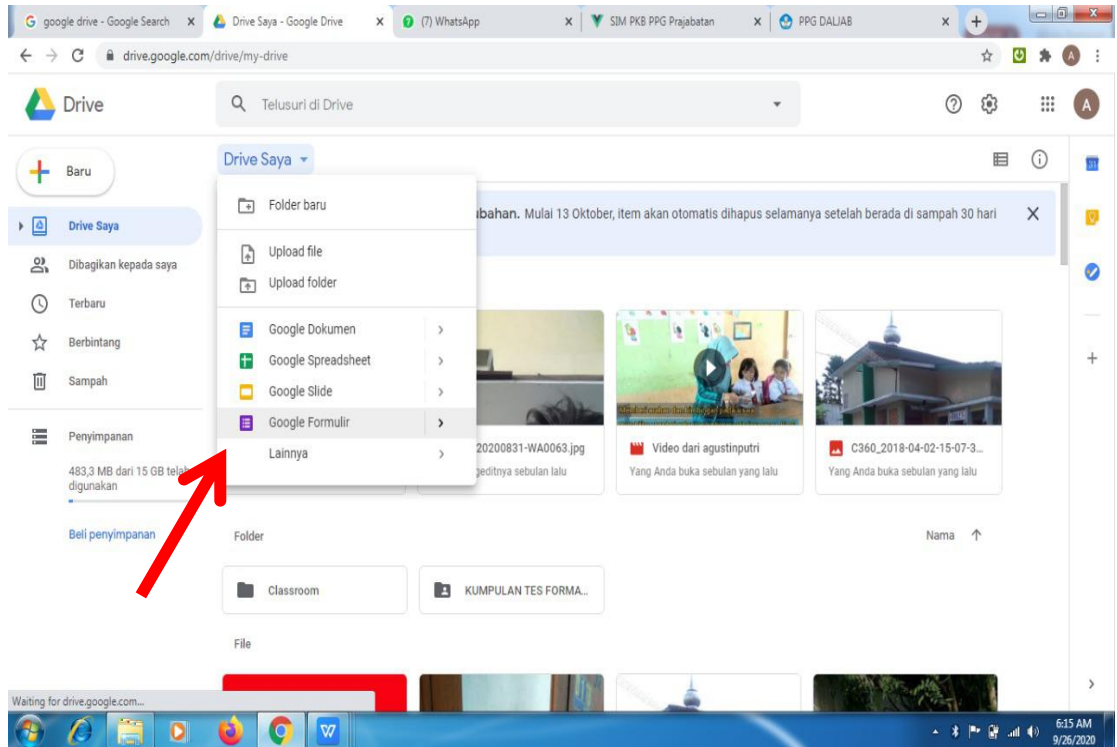 google drive - Google Search
Drive Saya - Google Drive
(7) WhatsApp
SIM PKB PPG Prajabatan
PPG DALJAB
drive.google.com/drive/my-drive
A
Drive
Telusuri di Drive
A
Baru
Drive Saya
31
Folder baru
ubahan. Mulai 13 Oktober, item akan otomatis dihapus selamanya setelah berada di sampah 30 hari
Drive Saya
Upload file
Dibagikan kepada saya
Upload folder
Terbaru
Google Dokumen
Berbintang
Google Spreadsheet
Sampah
Google Slide
Google Formulir
Penyimpanan
20200831-WA0063.jpg
Video dari agustinputri
C360_2018-04-02-15-07-3...
Lainnya
483,3 MB dari 15 GB telah
digunakan
geditnya sebulan lalu
Yang Anda buka sebulan yang lalu
Yang Anda buka sebulan yang lalu
Beli penyimpanan
Folder
Nama
Classroom
KUMPULAN TES FORMA...
File
Waiting for drive.google.com...
W
6:15 AM
9/26/2020